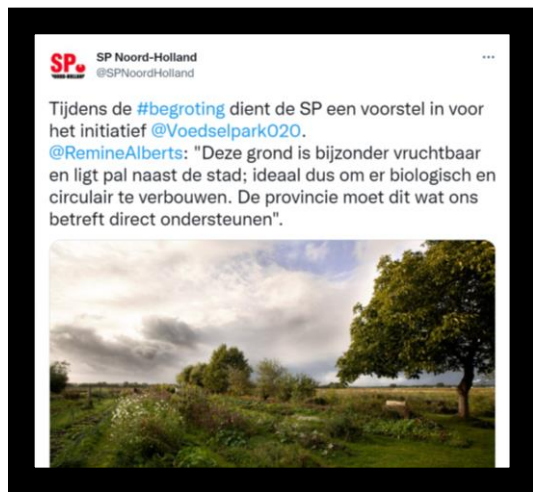 SP.
NOORD-HOLLAND
SP Noord-Holland
@SPNoordHolland
Tijdens de #begroting dient de SP een voorstel in voor
het initiatief @Voedselpark020.
@RemineAlberts: "Deze grond is bijzonder vruchtbaar
en ligt pal naast de stad; ideaal dus om er biologisch en
circulair te verbouwen. De provincie moet dit wat ons
betreft direct ondersteunen".